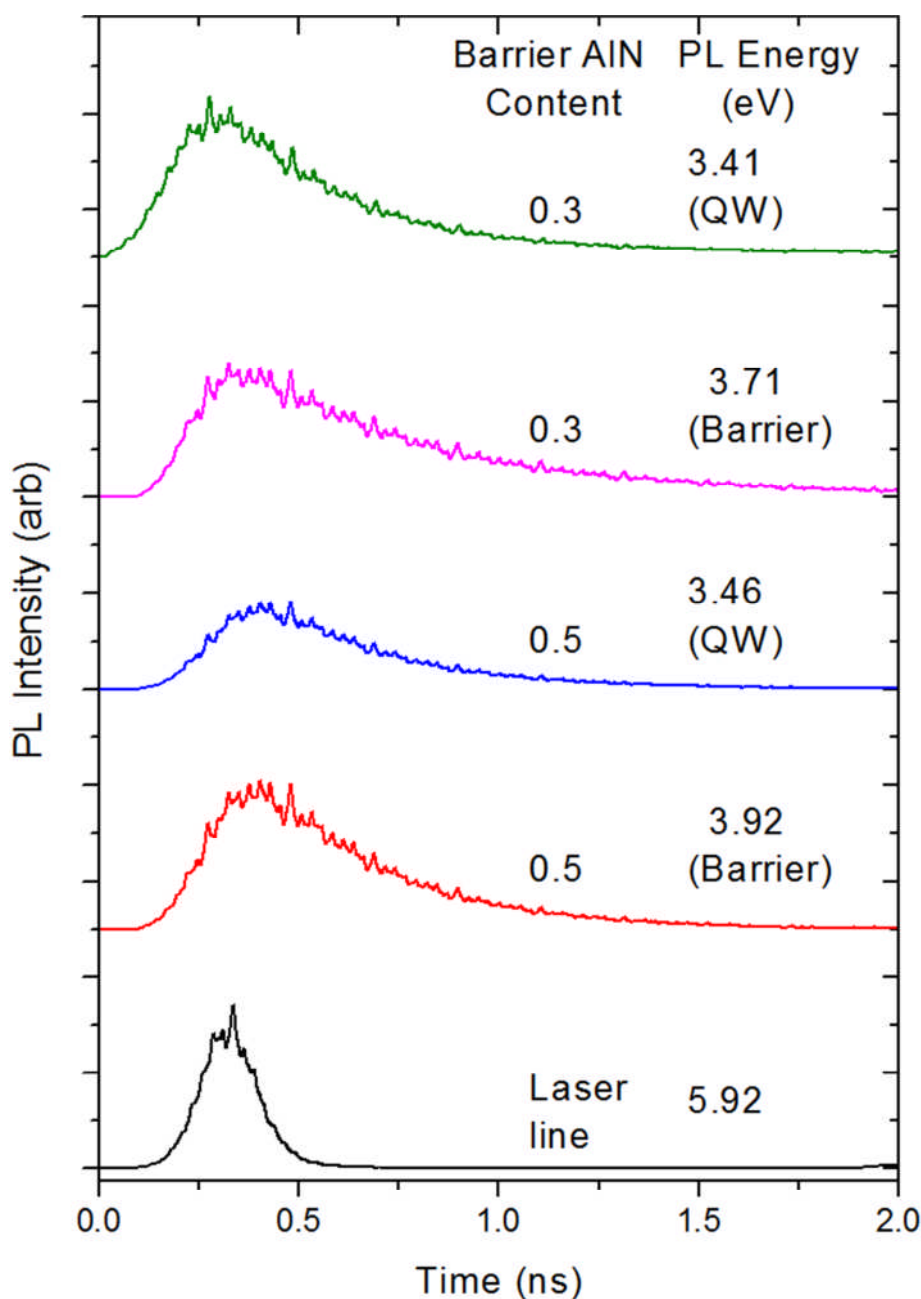 Barrier AlN PL Energy
Content (eV)
3.41
0.3 (QW)
3.71
0.3 (Barrier)
3.46
0.5 (QW)
3.92
0.5 (Barrier)
Laser 5.92
line
PL Intensity (arb)
0.0 0.5 1.0 1.5 2.0
Time (ns)